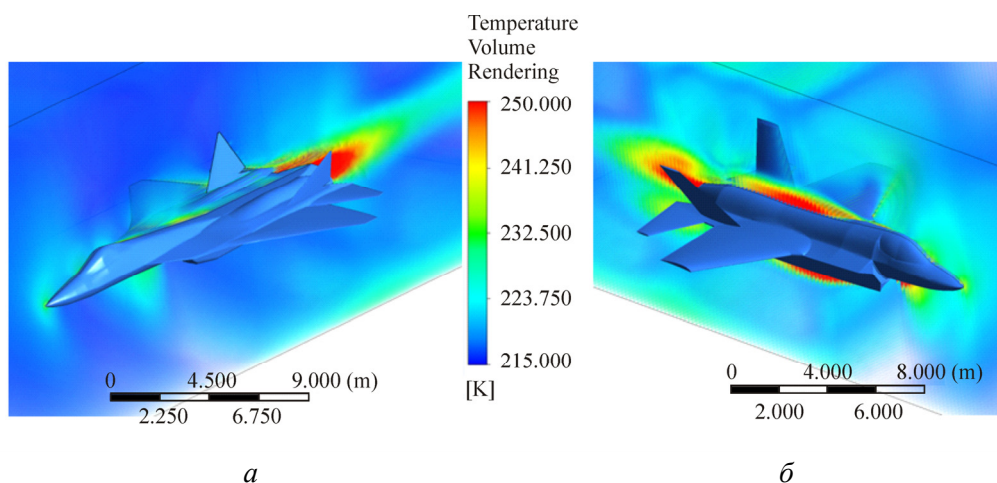 Temperature
Volume
Rendering
250.000
241.250
232.500
223.750
215.000
[K]
0 4.500 9.000 (m)
2.250 6.750
0 4.000 8.000 (m)
2.000 6.000
а б